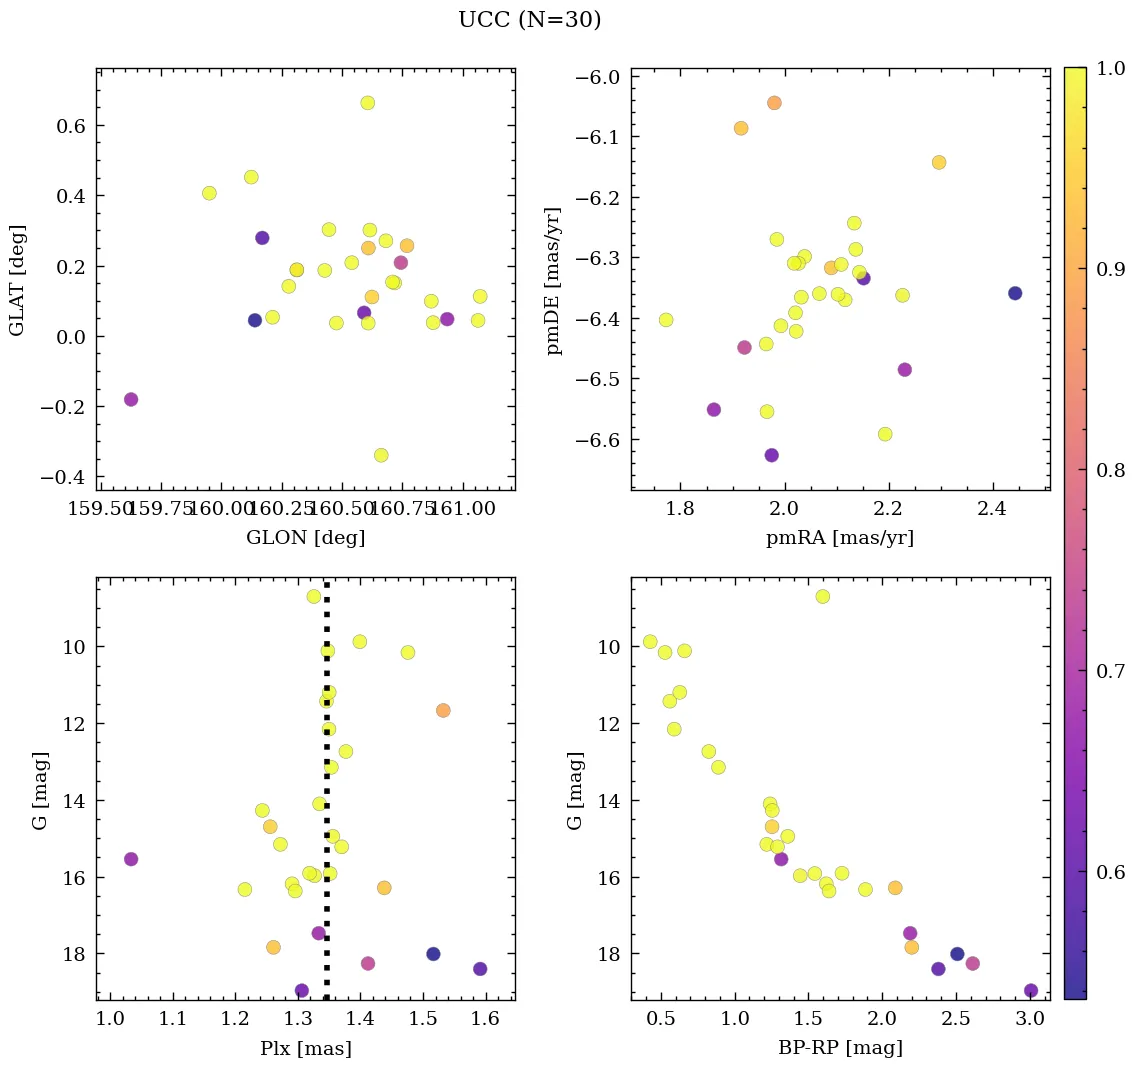 UCC (N=30)
0.6
0.4
0.2
0.0
−0.2
−0.4
GLAT [deg]
159.50 159.75 160.00 160.25 160.50 160.75 161.00
GLON [deg]
−6.0
−6.1
−6.2
−6.3
−6.4
−6.5
−6.6
pmDE [mas/yr]
1.8 2.0 2.2 2.4
pmRA [mas/yr]
10
12
14
16
18
G [mag]
1.0 1.1 1.2 1.3 1.4 1.5 1.6
Plx [mas]
10
12
14
16
18
G [mag]
0.5 1.0 1.5 2.0 2.5 3.0
BP-RP [mag]
1.0
0.9
0.8
0.7
0.6